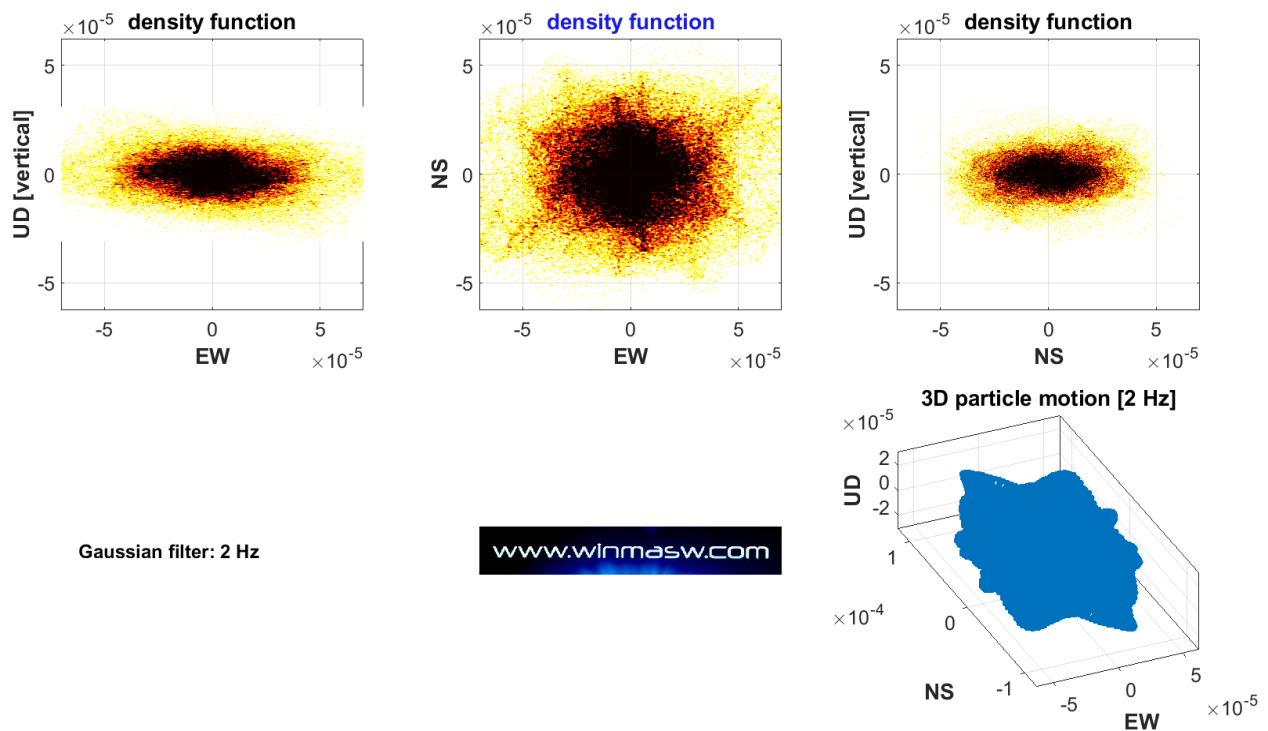 ×10⁻⁵ density function
5
0
-5
UD [vertical]
-5 0 5
EW ×10⁻⁵
×10⁻⁵ density function
5
0
-5
NS
-5 0 5
EW ×10⁻⁵
×10⁻⁵ density function
5
0
-5
UD [vertical]
-5 0 5
NS ×10⁻⁵
Gaussian filter: 2 Hz
www.winmasw.com
3D particle motion [2 Hz]
×10⁻⁵
2
0
-2
UD
1
0
-1
×10⁻⁴
NS
-5 0 5
EW ×10⁻⁵